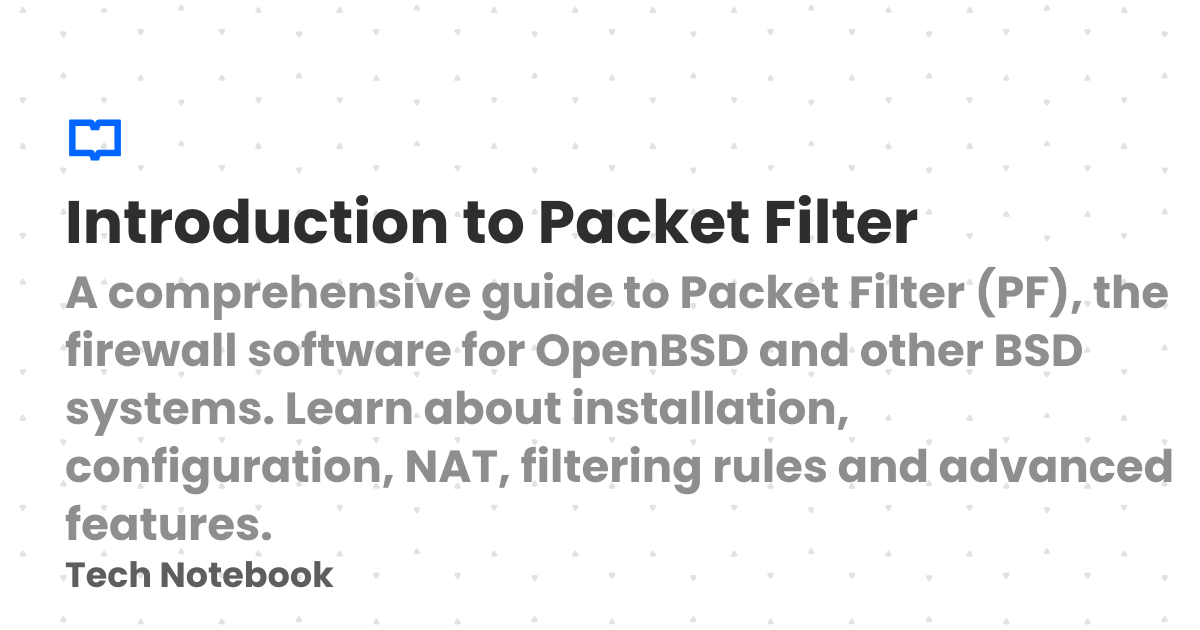 Introduction to Packet Filter
A comprehensive guide to Packet Filter (PF), the
firewall software for OpenBSD and other BSD
systems. Learn about installation,
configuration, NAT, filtering rules and advanced
features.
Tech Notebook